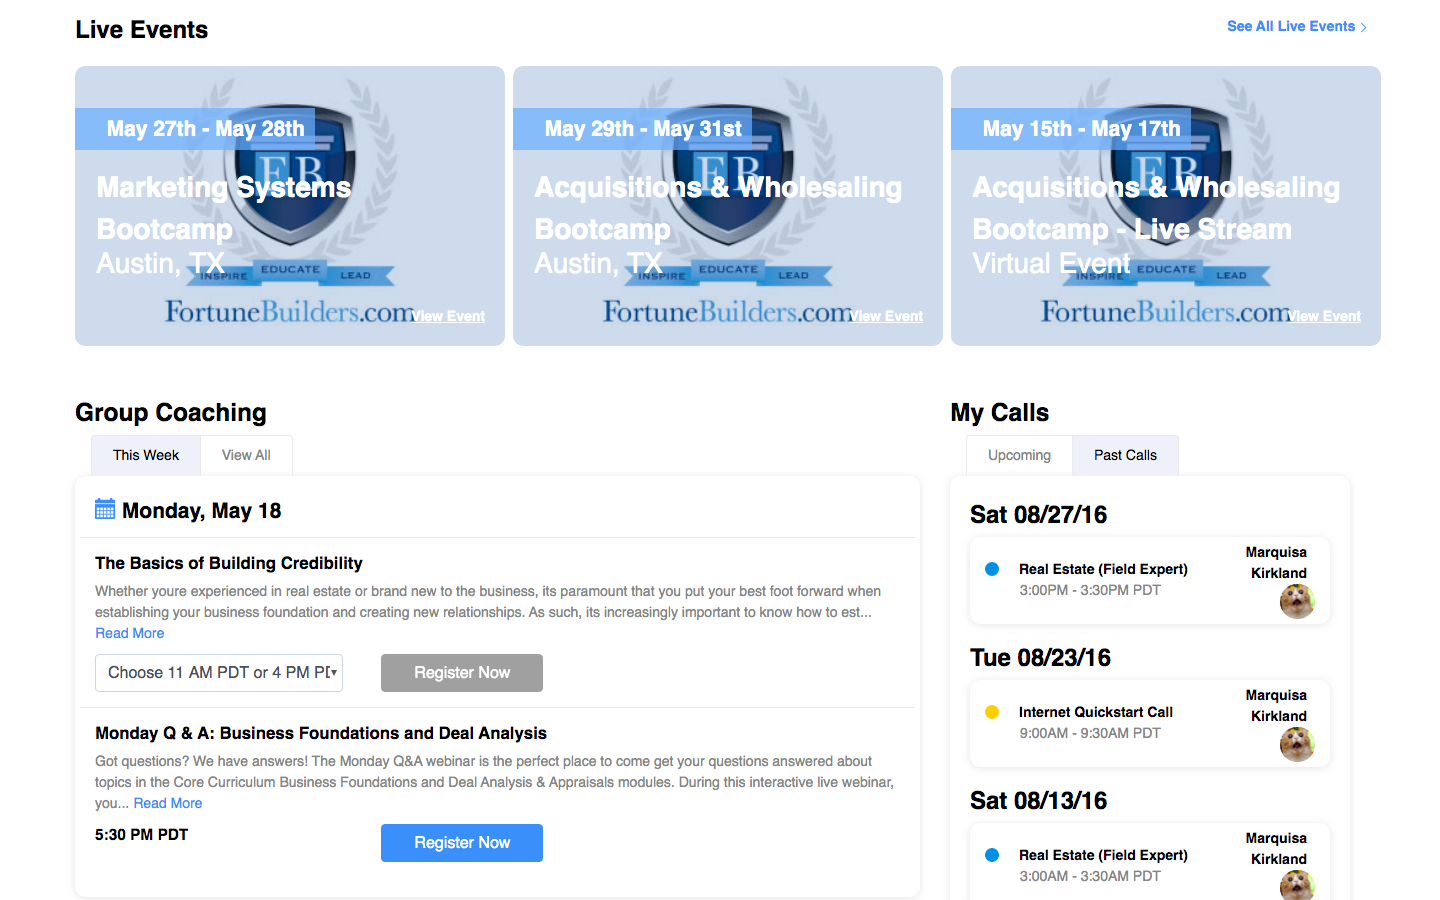 Live Events
See All Live Events >
May 27th - May 28th
FB
Marketing Systems
Bootcamp
Austin, TX
INSPIRE EDUCATE LEAD
FortuneBuilders.com
View Event
May 29th - May 31st
FB
Acquisitions & Wholesaling
Bootcamp
Austin, TX
INSPIRE EDUCATE LEAD
FortuneBuilders.com
View Event
May 15th - May 17th
FB
Acquisitions & Wholesaling
Bootcamp - Live Stream
Virtual Event
INSPIRE EDUCATE LEAD
FortuneBuilders.com
View Event
Group Coaching
This Week
View All
Monday, May 18
The Basics of Building Credibility
Whether youre experienced in real estate or brand new to the business, its paramount that you put your best foot forward when
establishing your business foundation and creating new relationships. As such, its increasingly important to know how to est...
Read More
Choose 11 AM PDT or 4 PM PD
Register Now
Monday Q & A: Business Foundations and Deal Analysis
Got questions? We have answers! The Monday Q&A webinar is the perfect place to come get your questions answered about
topics in the Core Curriculum Business Foundations and Deal Analysis & Appraisals modules. During this interactive live webinar,
you... Read More
5:30 PM PDT
Register Now
My Calls
Upcoming
Past Calls
Sat 08/27/16
Real Estate (Field Expert)
3:00PM - 3:30PM PDT
Marquisa
Kirkland
Tue 08/23/16
Internet Quickstart Call
9:00AM - 9:30AM PDT
Marquisa
Kirkland
Sat 08/13/16
Real Estate (Field Expert)
3:00AM - 3:30AM PDT
Marquisa
Kirkland